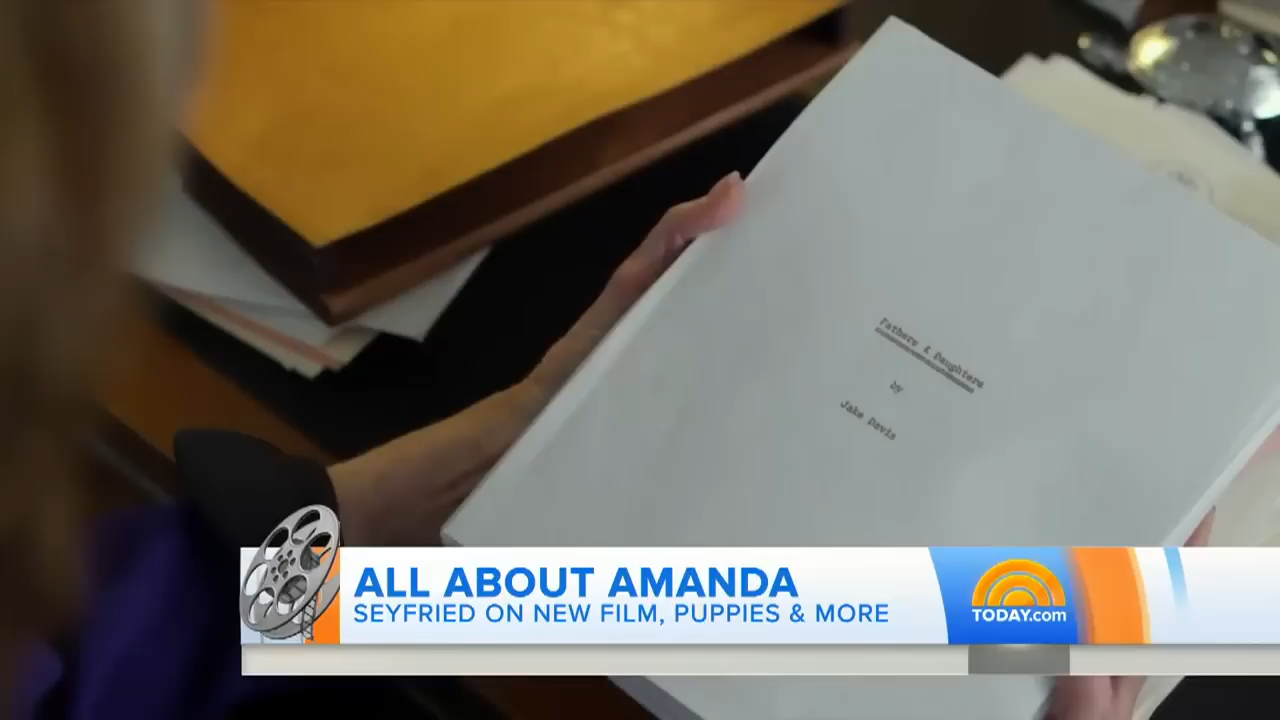 Fathers & Daughters
by
Jake Davis
ALL ABOUT AMANDA
SEYFRIED ON NEW FILM, PUPPIES & MORE
TODAY.com